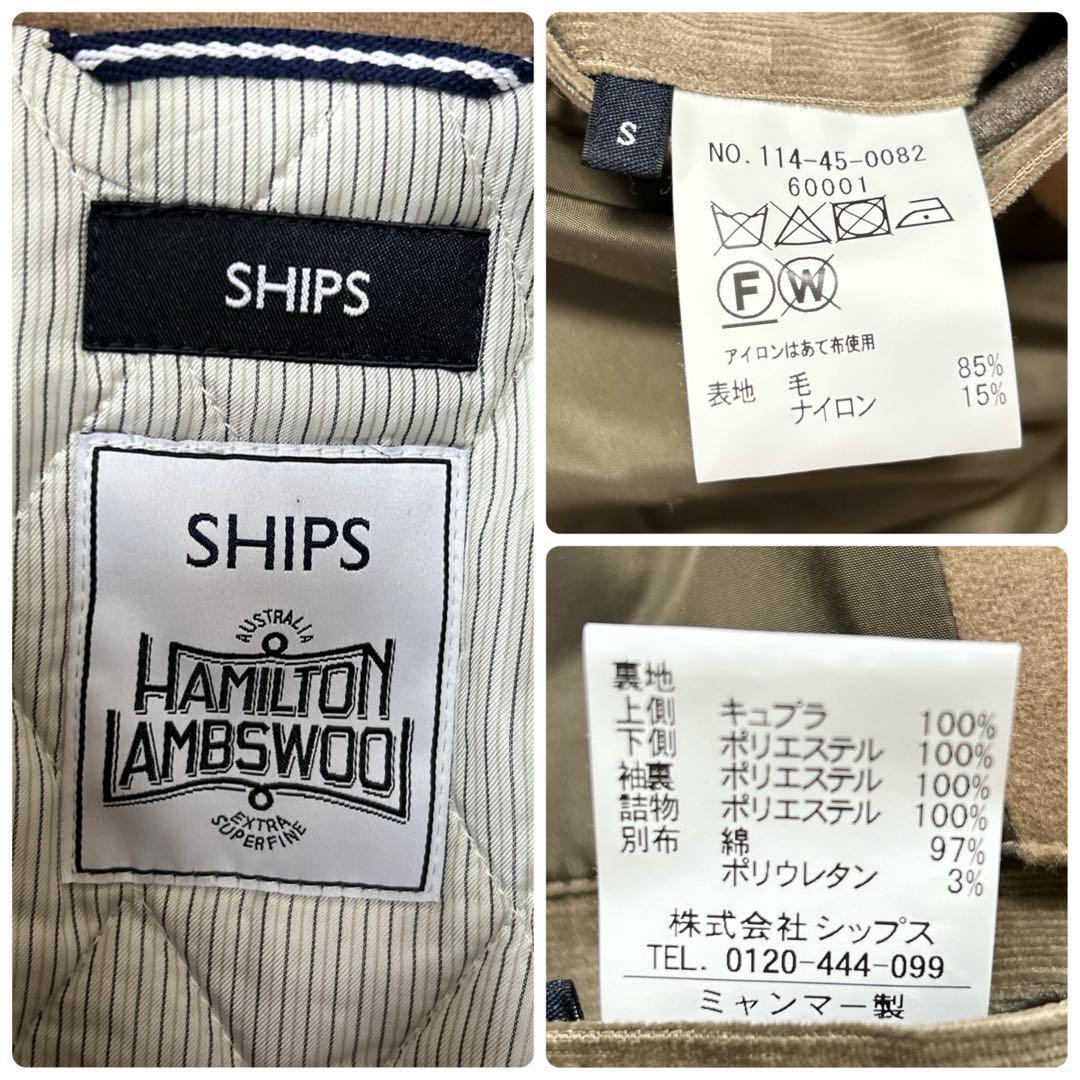 SHIPS
SHIPS
AUSTRALIA
HAMILTON
LAMBSWOOL
EXTRA
SUPERFINE
S
NO. 114-45-0082
60001
F W
アイロンはあて布使用
表地 毛 85%
ナイロン 15%
裏地
上側 キュプラ 100%
下側 ポリエステル 100%
袖裏 ポリエステル 100%
詰物 ポリエステル 100%
別布 綿 97%
ポリウレタン 3%
株式会社シップス
TEL. 0120-444-099
ミャンマー製